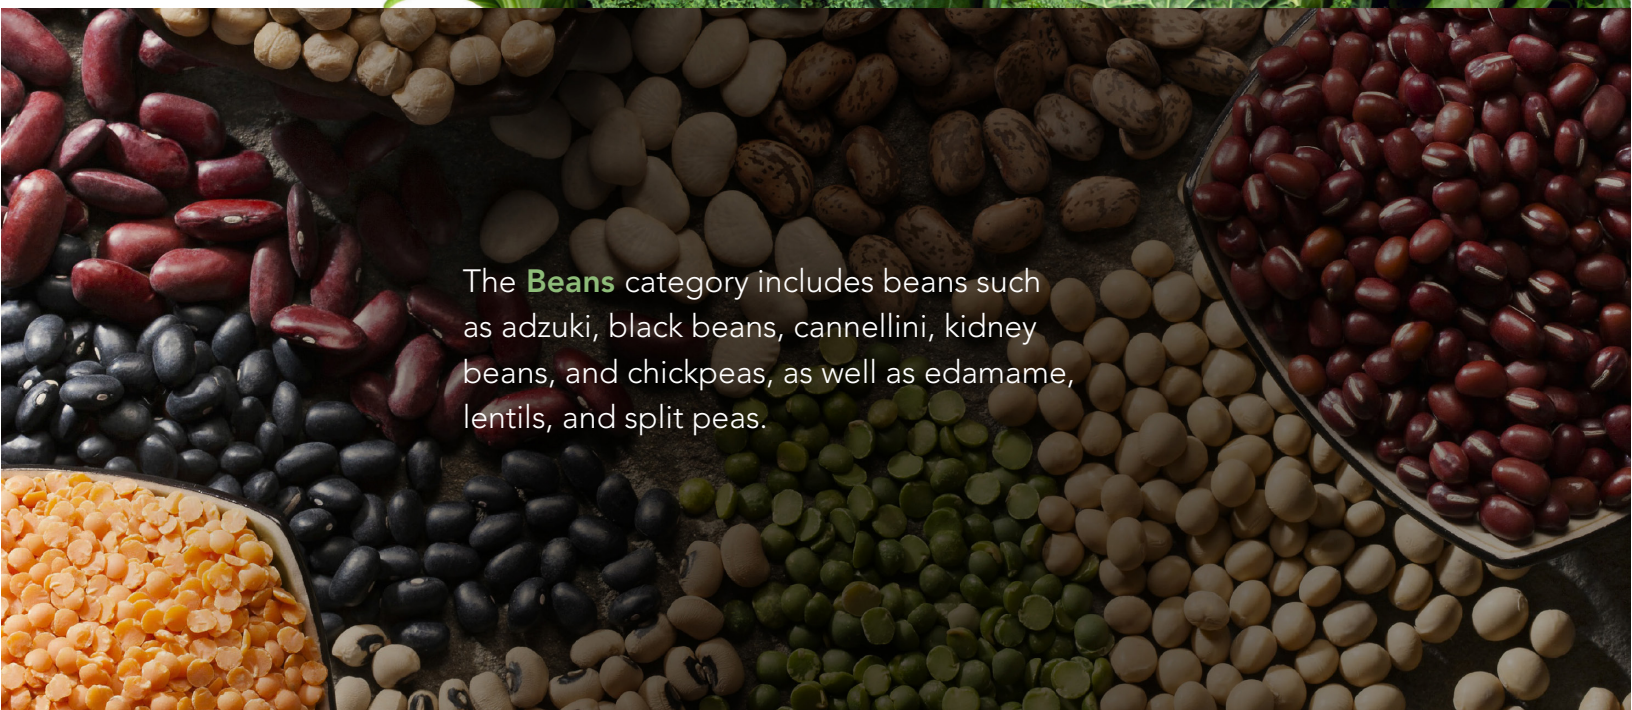 The Beans category includes beans such
as adzuki, black beans, cannellini, kidney
beans, and chickpeas, as well as edamame,
lentils, and split peas.